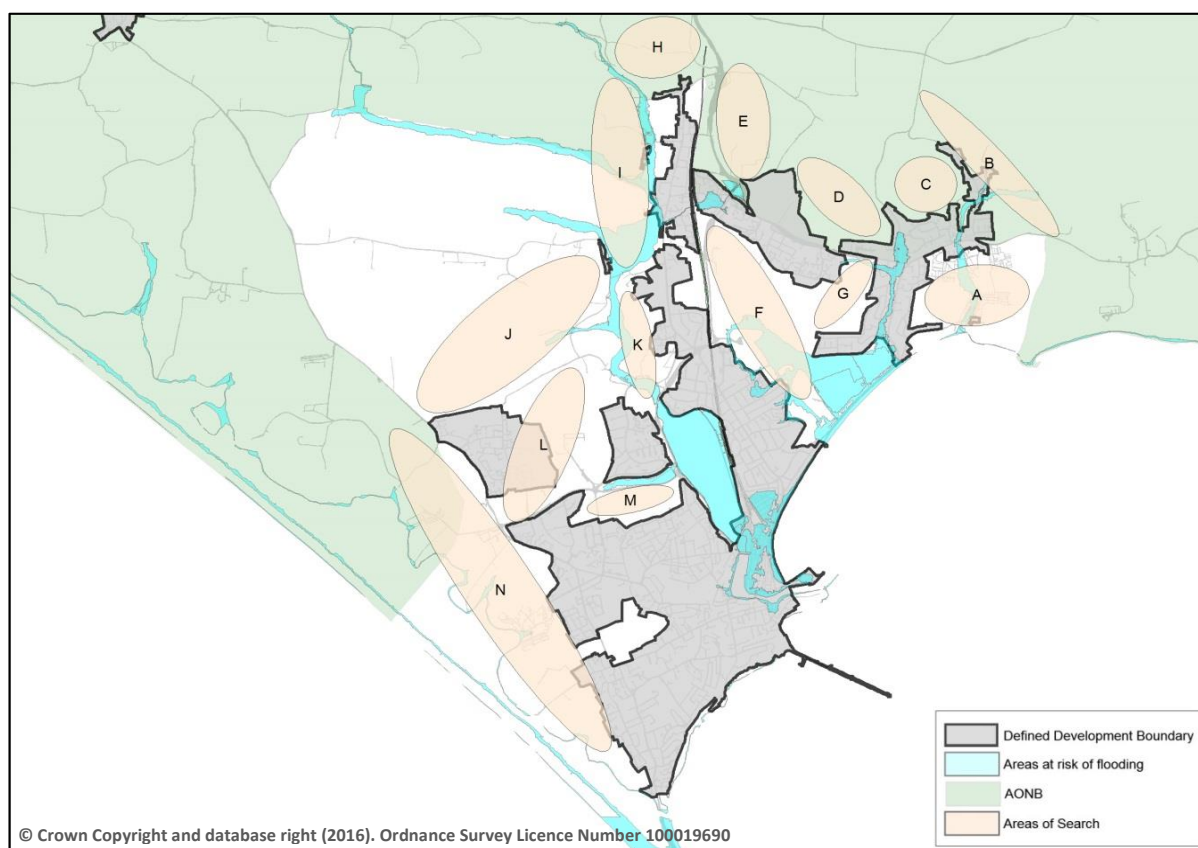 H
E
B
I
C
D
A
G
F
J
K
L
M
N
Defined Development Boundary
Areas at risk of flooding
AONB
Areas of Search
© Crown Copyright and database right (2016). Ordnance Survey Licence Number 100019690